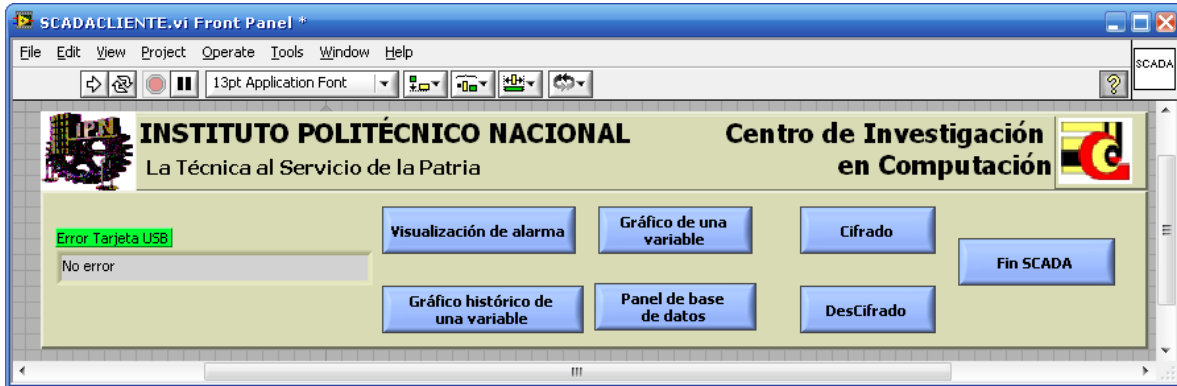 SCADACLIENTE.vi Front Panel *
File Edit View Project Operate Tools Window Help
SCADA
13pt Application Font
?
IPN
INSTITUTO POLITÉCNICO NACIONAL
La Técnica al Servicio de la Patria
Centro de Investigación
en Computación
Error Tarjeta USB
No error
Visualización de alarma
Gráfico de una
variable
Cifrado
Fin SCADA
Gráfico histórico de
una variable
Panel de base
de datos
DesCifrado